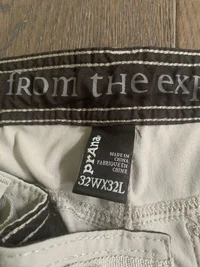 from the exp
prAna
MADE IN
CHINA
FABRIQUÉ EN
CHINE
32WX32L